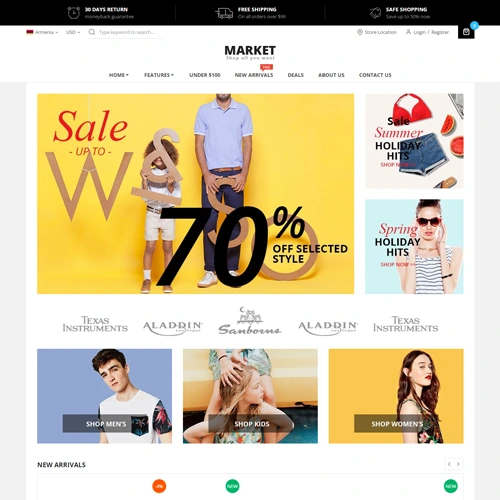 30 DAYS RETURN
moneyback guarantee
FREE SHIPPING
On all orders over $99
SAFE SHOPPING
Save up to 50% now
Armenia
USD
Type keyword to search...
Store Location
Login / Register
0
MARKET
Shop all you want
HOME
FEATURES
UNDER $100
Hot
NEW ARRIVALS
DEALS
ABOUT US
CONTACT US
Sale
- UP TO -
W & S
70%
OFF SELECTED
STYLE
Sale
Summer
HOLIDAY
HITS
SHOP NOW
Spring
HOLIDAY
HITS
SHOP NOW
TEXAS
INSTRUMENTS
ALADDIN
Sanborns
TEXAS
INSTRUMENTS
ALADDIN
SHOP MEN'S
SHOP KIDS
SHOP WOMEN'S
NEW ARRIVALS
-4%
NEW
NEW